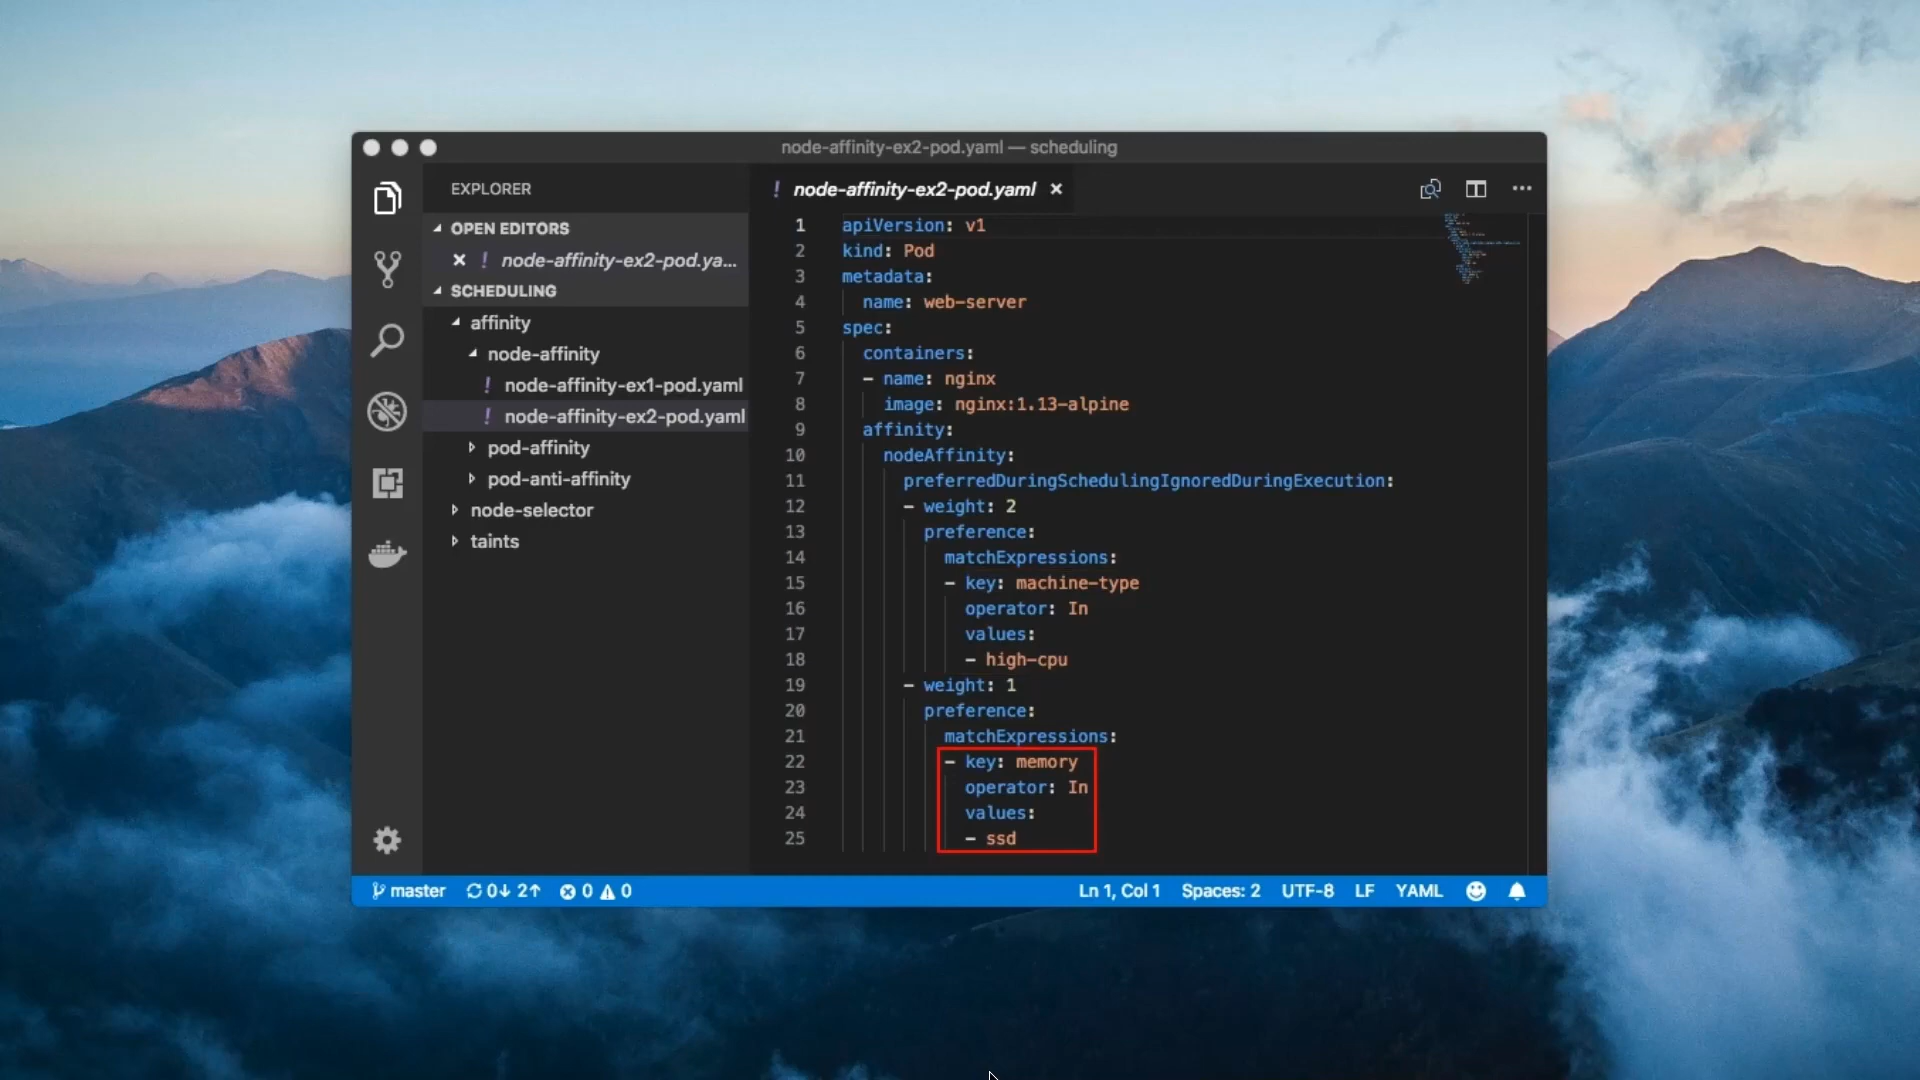 node-affinity-ex2-pod.yaml — scheduling
EXPLORER
OPEN EDITORS
! node-affinity-ex2-pod.ya...
SCHEDULING
affinity
node-affinity
! node-affinity-ex1-pod.yaml
! node-affinity-ex2-pod.yaml
pod-affinity
pod-anti-affinity
node-selector
taints
! node-affinity-ex2-pod.yaml
1 apiVersion: v1
2 kind: Pod
3 metadata:
4 name: web-server
5 spec:
6 containers:
7 - name: nginx
8 image: nginx:1.13-alpine
9 affinity:
10 nodeAffinity:
11 preferredDuringSchedulingIgnoredDuringExecution:
12 - weight: 2
13 preference:
14 matchExpressions:
15 - key: machine-type
16 operator: In
17 values:
18 - high-cpu
19 - weight: 1
20 preference:
21 matchExpressions:
22 - key: memory
23 operator: In
24 values:
25 - ssd
master 0↓ 2↑ 0 0 Ln 1, Col 1 Spaces: 2 UTF-8 LF YAML